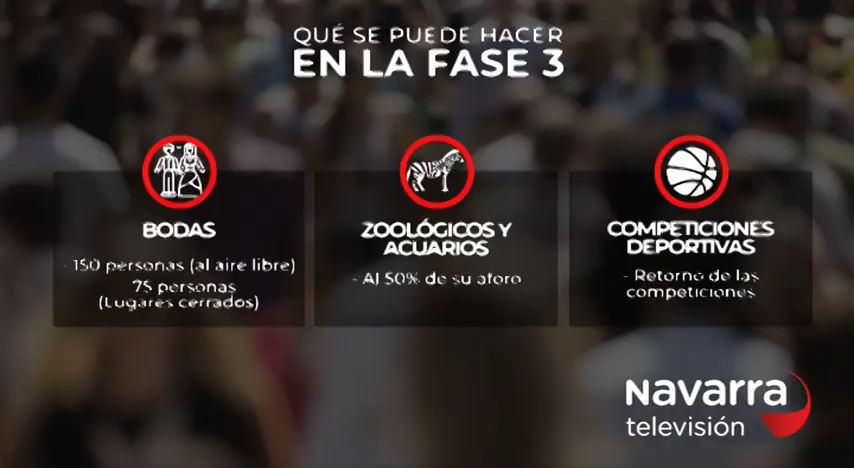 QUÉ SE PUEDE HACER
EN LA FASE 3
BODAS
- 150 personas (al aire libre)
75 personas
(Lugares cerrados)
ZOOLÓGICOS Y
ACUARIOS
- Al 50% de su aforo
COMPETICIONES
DEPORTIVAS
- Retorno de las
competiciones
Navarra
televisión